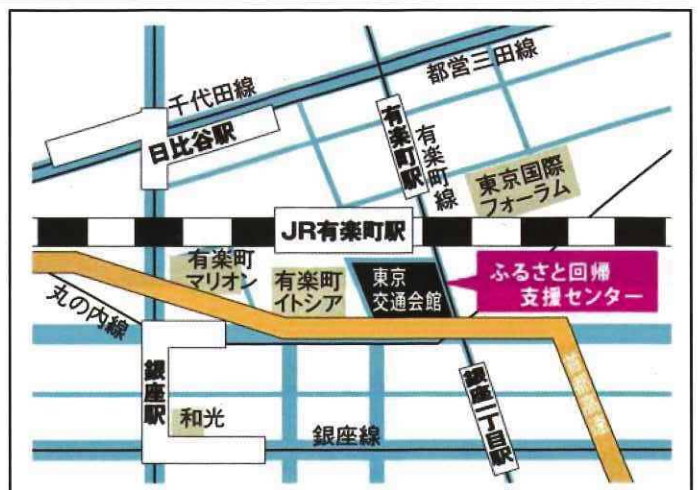 千代田線
都営三田線
日比谷駅
有楽町駅
有楽町線
東京国際
フォーラム
JR有楽町駅
有楽町
マリオン
有楽町
イトシア
東京
交通会館
ふるさと回帰
支援センター
丸の内線
銀座駅
和光
銀座線
銀座一丁目駅